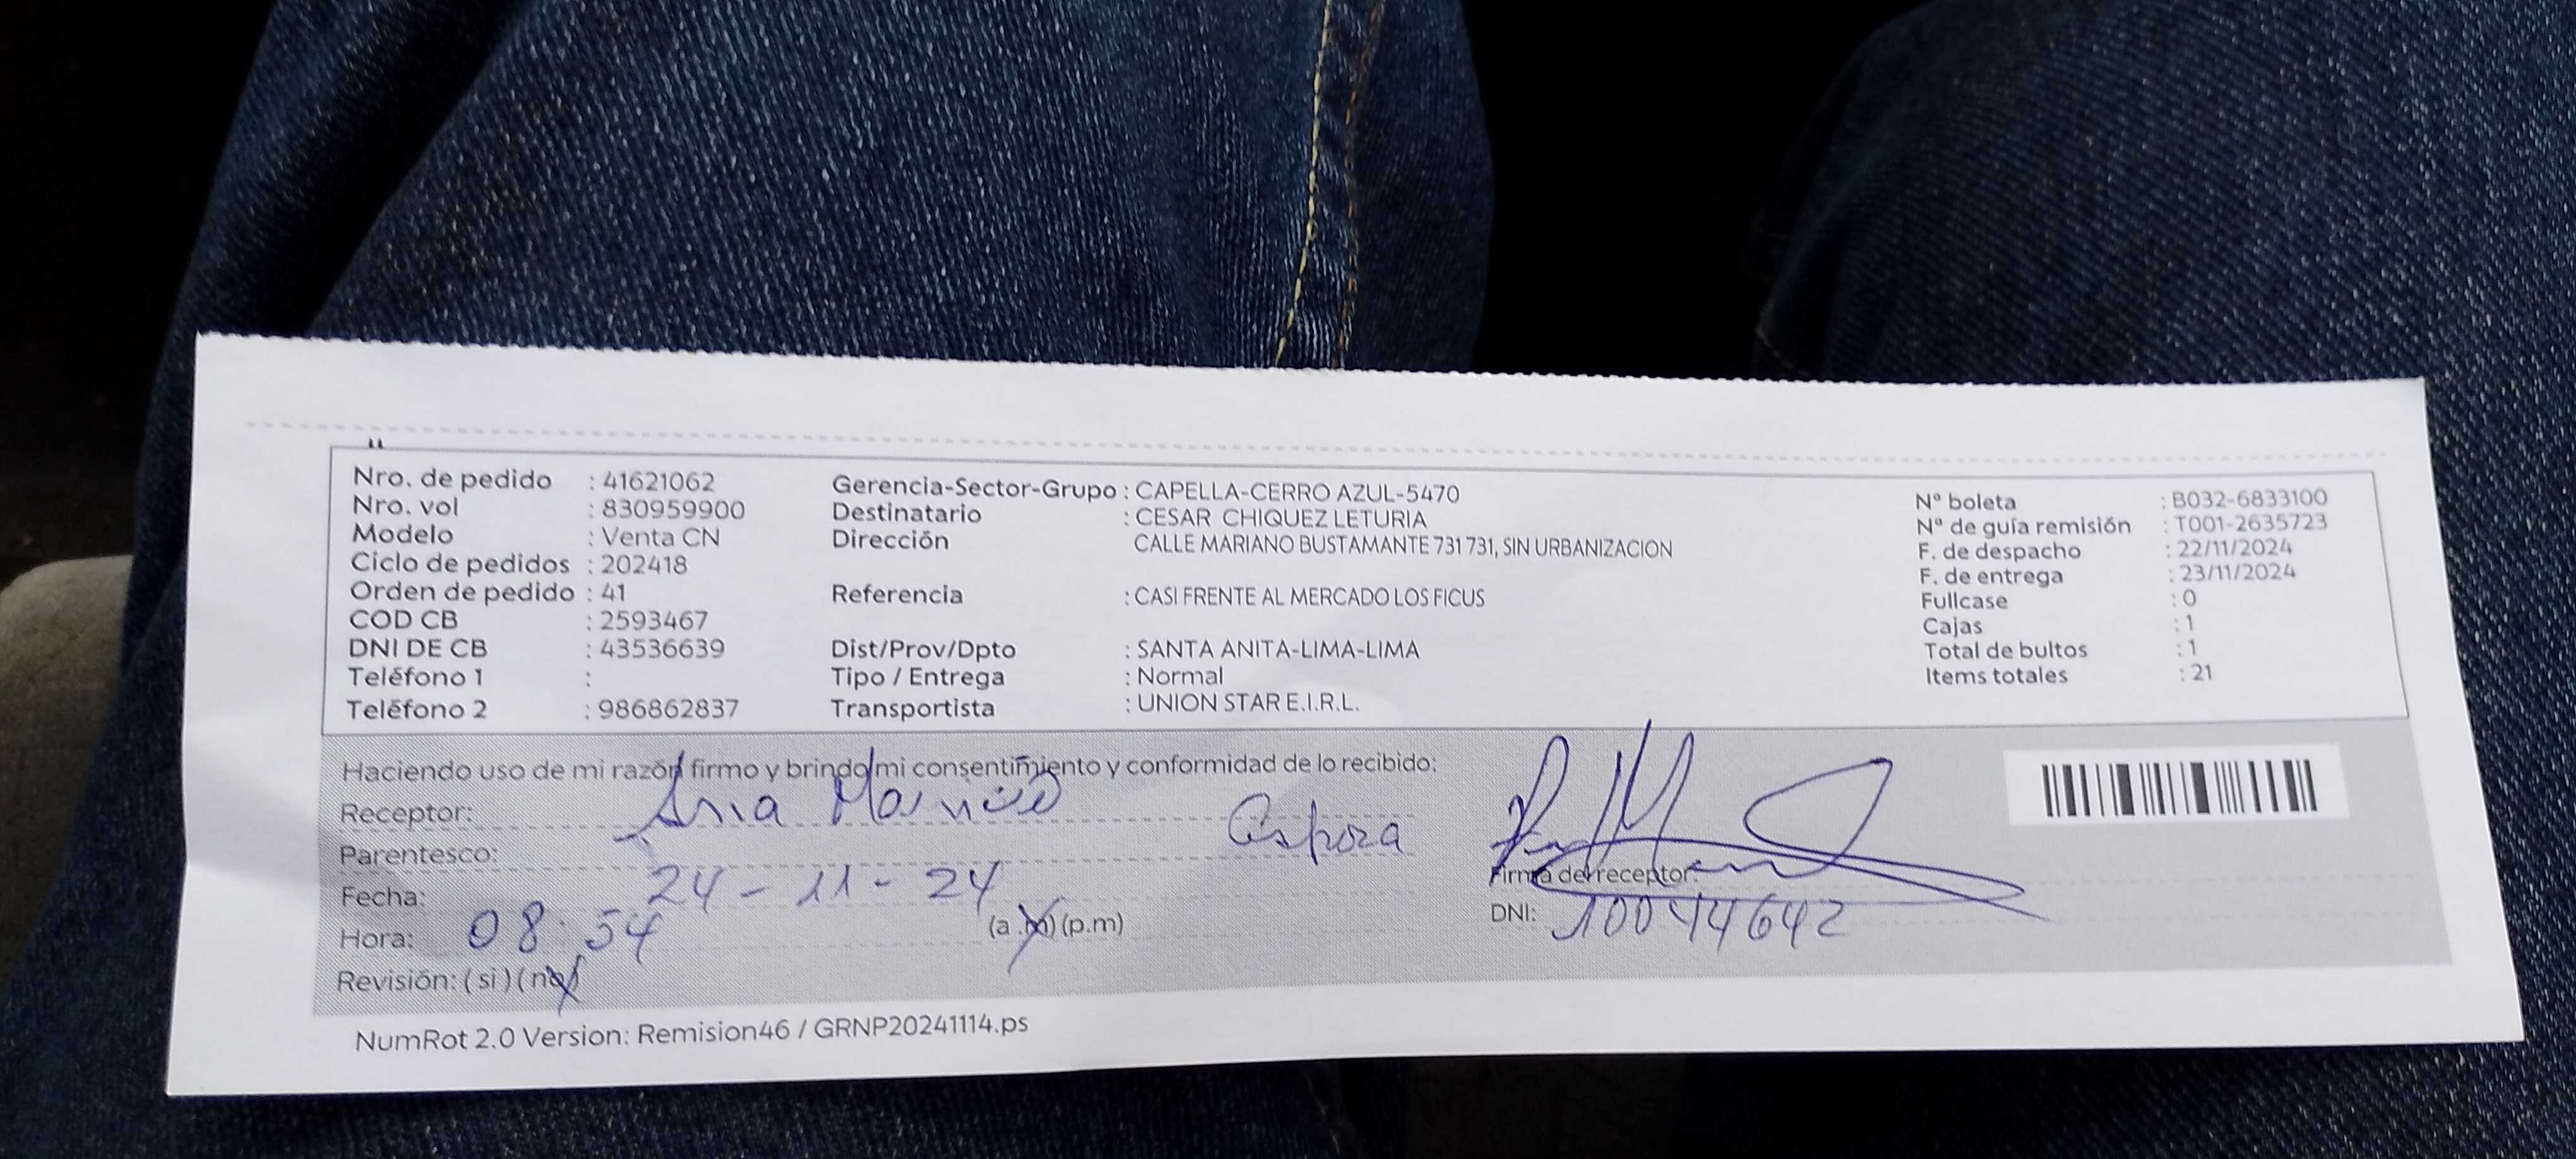 Nro. de pedido : 41621062
Nro. vol : 830959900
Modelo : Venta CN
Ciclo de pedidos : 202418
Orden de pedido : 41
COD CB : 2593467
DNI DE CB : 43536639
Teléfono 1 :
Teléfono 2 : 986862837
Gerencia-Sector-Grupo : CAPELLA-CERRO AZUL-5470
Destinatario : CESAR CHIQUEZ LETURIA
Dirección CALLE MARIANO BUSTAMANTE 731 731, SIN URBANIZACION
Referencia : CASI FRENTE AL MERCADO LOS FICUS
Dist/Prov/Dpto : SANTA ANITA-LIMA-LIMA
Tipo / Entrega : Normal
Transportista : UNION STAR E.I.R.L.
Nº boleta : B032-6833100
Nº de guía remisión : T001-2635723
F. de despacho : 22/11/2024
F. de entrega : 23/11/2024
Fullcase : 0
Cajas : 1
Total de bultos : 1
Items totales : 21
Haciendo uso de mi razón firmo y brindo mi consentimiento y conformidad de lo recibido:
Receptor: Ana
Parentesco:
Fecha: 24-11-24
Hora: 08:54 (a.m) (p.m)
Revisión: ( si ) ( no )
Firma del receptor:
DNI: 10044642
NumRot 2.0 Version: Remision46 / GRNP20241114.ps